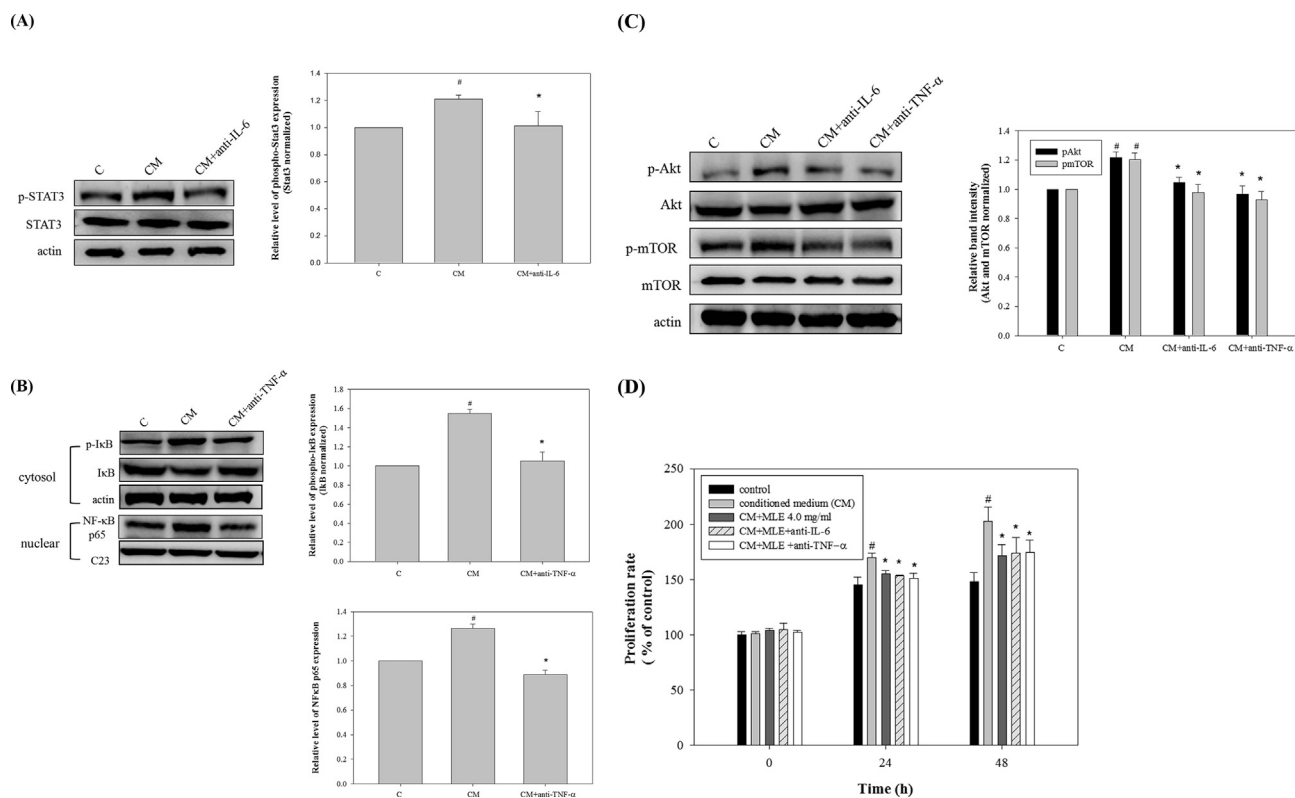 (A)
C
CM
CM+anti-IL-6
p-STAT3
STAT3
actin
Relative level of phospho-Stat3 expression
(Stat3 normalized)
1.4
1.2
1.0
0.8
0.6
0.4
0.2
0.0
#
*
C
CM
CM+anti-IL-6
(B)
C
CM
CM+anti-TNF-α
cytosol
p-IκB
IκB
actin
nuclear
NF-κB
p65
C23
Relative level of phospho-IκB expression
(IkB normalized)
1.6
1.4
1.2
1.0
0.8
0.6
0.4
0.2
0.0
#
*
C
CM
CM+anti-TNF-α
Relative level of NFκB p65 expression
1.4
1.2
1.0
0.8
0.6
0.4
0.2
0.0
#
*
C
CM
CM+anti-TNF-α
(C)
C
CM
CM+anti-IL-6
CM+anti-TNF-α
p-Akt
Akt
p-mTOR
mTOR
actin
Relative band intensity
(Akt and mTOR normalized)
1.4
1.2
1.0
0.8
0.6
0.4
0.2
0.0
pAkt
pmTOR
# #
* *
* *
C
CM
CM+anti-IL-6
CM+anti-TNF-α
(D)
Proliferation rate
( % of control)
250
200
150
100
50
0
control
conditioned medium (CM)
CM+MLE 4.0 mg/ml
CM+MLE+anti-IL-6
CM+MLE +anti-TNF-α
#
* * *
#
* * *
0
24
48
Time (h)